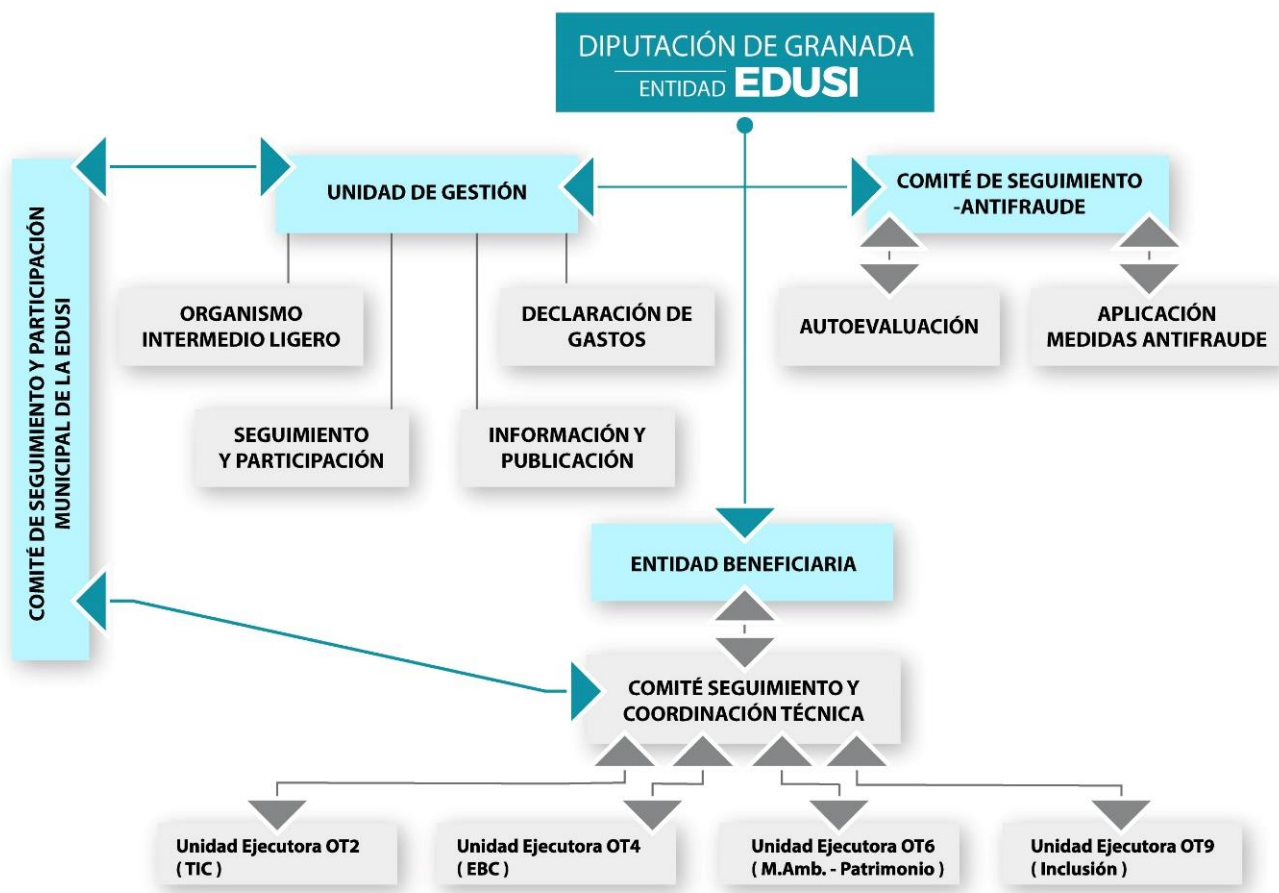 DIPUTACIÓN DE GRANADA
ENTIDAD EDUSI
COMITÉ DE SEGUIMIENTO Y PARTICIPACIÓN
MUNICIPAL DE LA EDUSI
UNIDAD DE GESTIÓN
COMITÉ DE SEGUIMIENTO
-ANTIFRAUDE
ORGANISMO
INTERMEDIO LIGERO
DECLARACIÓN DE
GASTOS
AUTOEVALUACIÓN
APLICACIÓN
MEDIDAS ANTIFRAUDE
SEGUIMIENTO
Y PARTICIPACIÓN
INFORMACIÓN Y
PUBLICACIÓN
ENTIDAD BENEFICIARIA
COMITÉ SEGUIMIENTO Y
COORDINACIÓN TÉCNICA
Unidad Ejecutora OT2
( TIC )
Unidad Ejecutora OT4
( EBC )
Unidad Ejecutora OT6
( M.Amb. - Patrimonio )
Unidad Ejecutora OT9
( Inclusión )